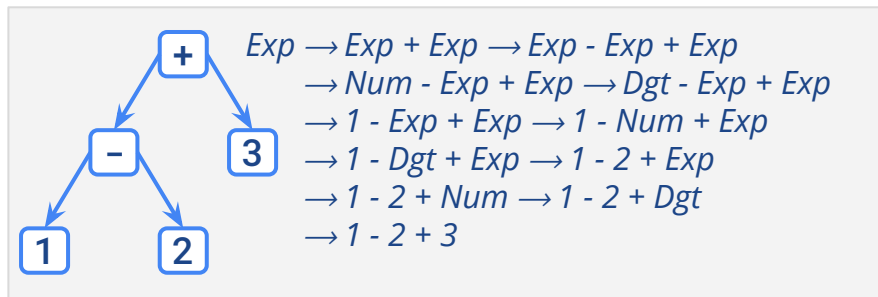 +
−
3
1
2
Exp → Exp + Exp → Exp - Exp + Exp
→ Num - Exp + Exp → Dgt - Exp + Exp
→ 1 - Exp + Exp → 1 - Num + Exp
→ 1 - Dgt + Exp → 1 - 2 + Exp
→ 1 - 2 + Num → 1 - 2 + Dgt
→ 1 - 2 + 3